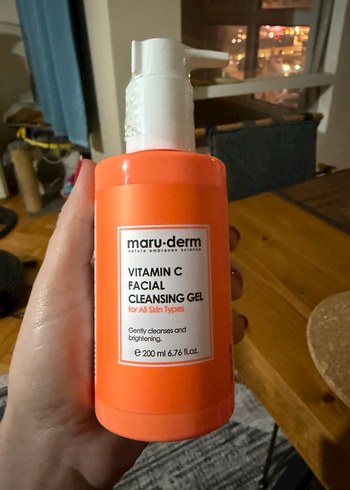 maru·derm
nature embraces science.
VITAMIN C
FACIAL
CLEANSING GEL
for All Skin Types
Gently cleanses and
brightening.
℮ 200 ml 6.76 fl.oz.